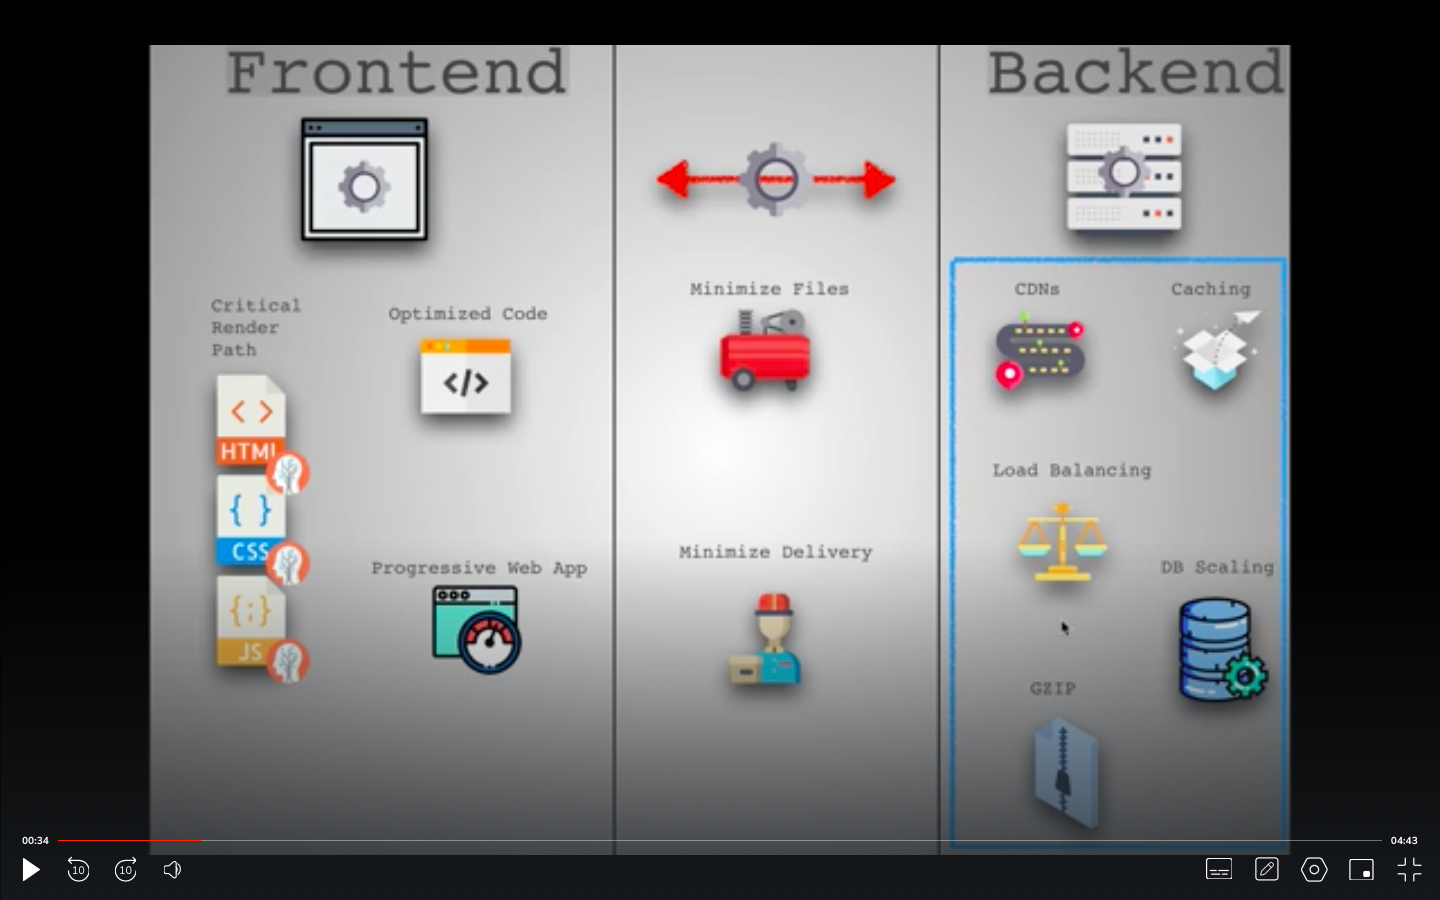 Frontend
Backend
Critical
Render
Path
Optimized Code
HTML
CSS
JS
Progressive Web App
Minimize Files
Minimize Delivery
CDNs
Caching
Load Balancing
DB Scaling
GZIP
00:34
04:43
10
10